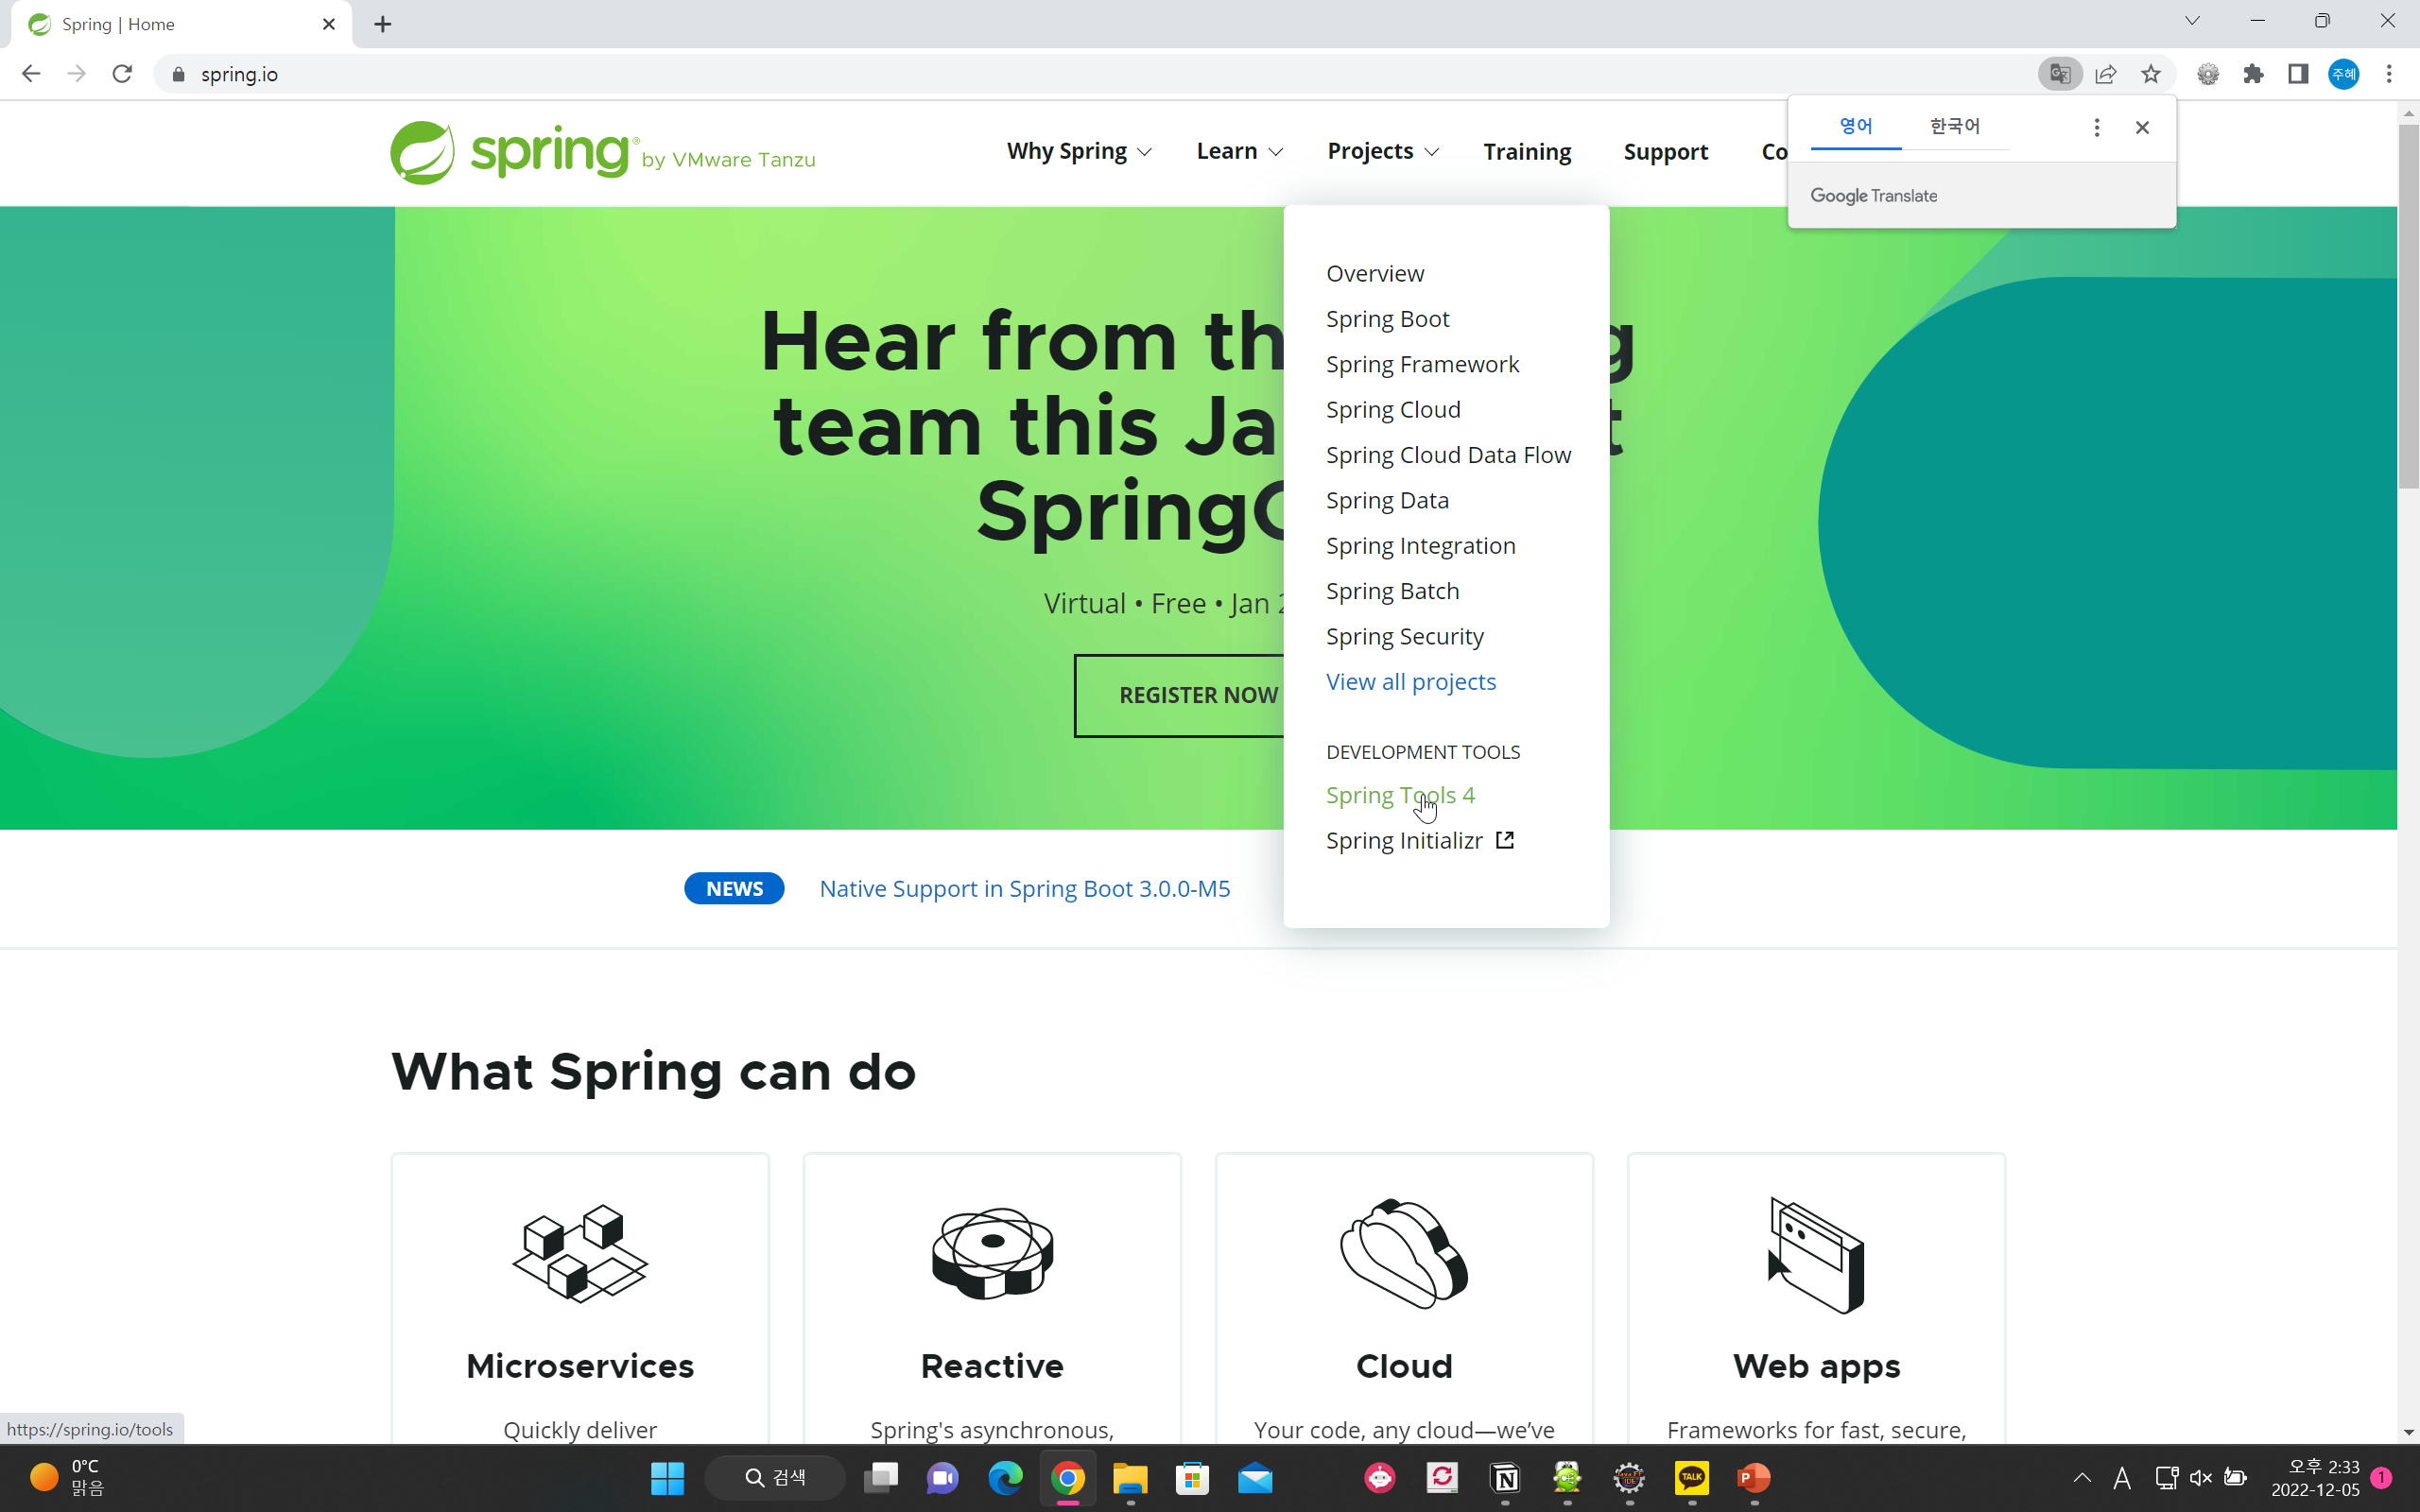 Spring | Home
spring.io
주혜
영어 한국어
Google Translate
spring® by VMware Tanzu
Why Spring Learn Projects Training Support Co
Hear from th g
team this Ja t
SpringO
Virtual • Free • Jan 2
REGISTER NOW
Overview
Spring Boot
Spring Framework
Spring Cloud
Spring Cloud Data Flow
Spring Data
Spring Integration
Spring Batch
Spring Security
View all projects
DEVELOPMENT TOOLS
Spring Tools 4
Spring Initializr
NEWS Native Support in Spring Boot 3.0.0-M5
What Spring can do
Microservices Reactive Cloud Web apps
Quickly deliver Spring's asynchronous, Your code, any cloud—we've Frameworks for fast, secure,
https://spring.io/tools
0°C
맑음
검색
TALK
A
오후 2:33
2022-12-05
1